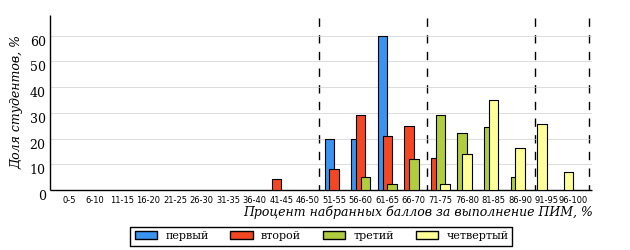 Доля студентов, %
60
50
40
30
20
10
0
0-5 6-10 11-15 16-20 21-25 26-30 31-35 36-40 41-45 46-50 51-55 56-60 61-65 66-70 71-75 76-80 81-85 86-90 91-95 96-100
Процент набранных баллов за выполнение ПИМ, %
первый второй третий четвертый